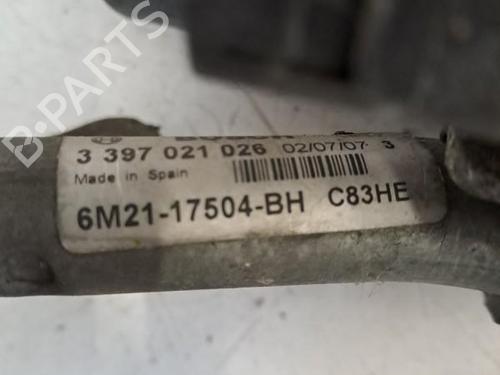 3 397 021 026 02/07/07 3
Made in Spain
6M21-17504-BH C83HE
B-PARTS